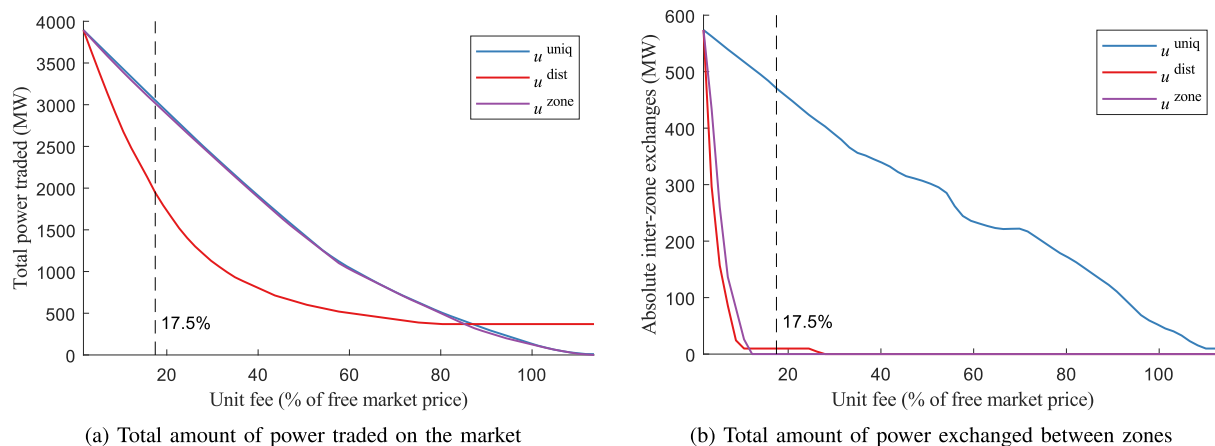 4000
3500
3000
2500
2000
1500
1000
500
0
Total power traded (MW)
u uniq
u dist
u zone
17.5%
20 40 60 80 100
Unit fee (% of free market price)
(a) Total amount of power traded on the market
600
500
400
300
200
100
0
Absolute inter-zone exchanges (MW)
u uniq
u dist
u zone
17.5%
20 40 60 80 100
Unit fee (% of free market price)
(b) Total amount of power exchanged between zones